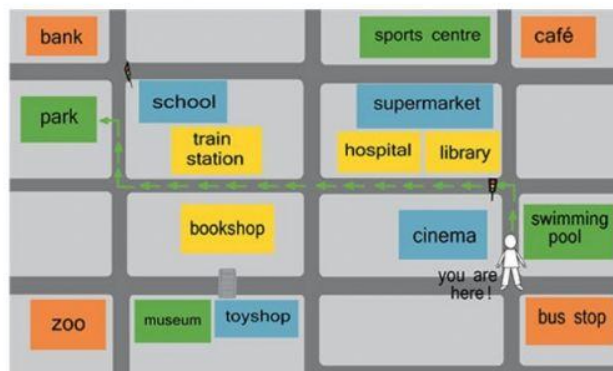 bank
sports centre
café
park
school
supermarket
train
station
hospital
library
bookshop
cinema
swimming
pool
you are
here!
zoo
museum
toyshop
bus stop